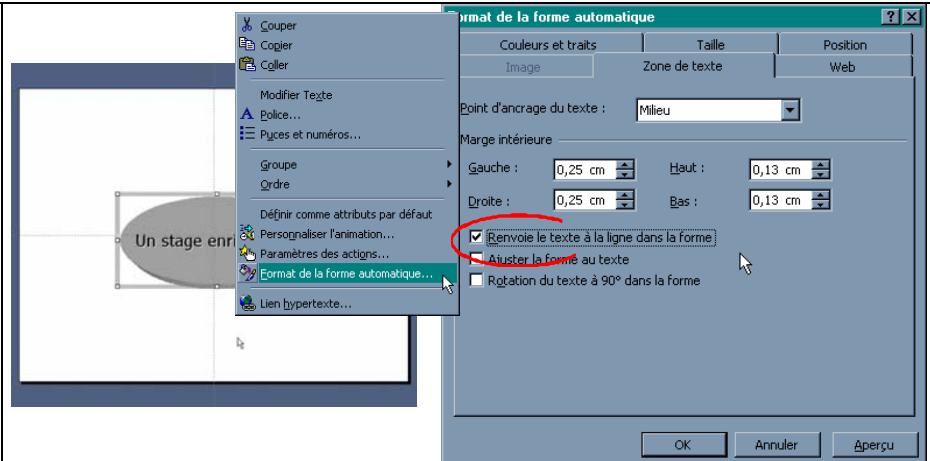 Un stage enri
Couper
Copier
Coller
Modifier Texte
Police...
Puces et numéros...
Groupe
Ordre
Définir comme attributs par défaut
Personnaliser l'animation...
Paramètres des actions...
Format de la forme automatique...
Lien hypertexte...
ormat de la forme automatique
Couleurs et traits Taille Position
Image Zone de texte Web
Point d'ancrage du texte : Milieu
Marge intérieure
Gauche : 0,25 cm Haut : 0,13 cm
Droite : 0,25 cm Bas : 0,13 cm
Renvoie le texte à la ligne dans la forme
Ajuster la forme au texte
Rotation du texte à 90° dans la forme
OK Annuler Aperçu